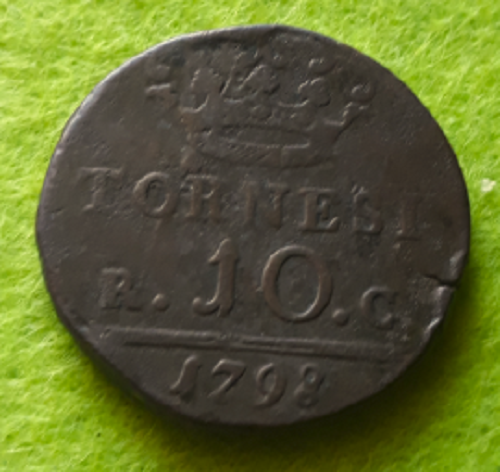 TORNESI
R. 10. C
1798